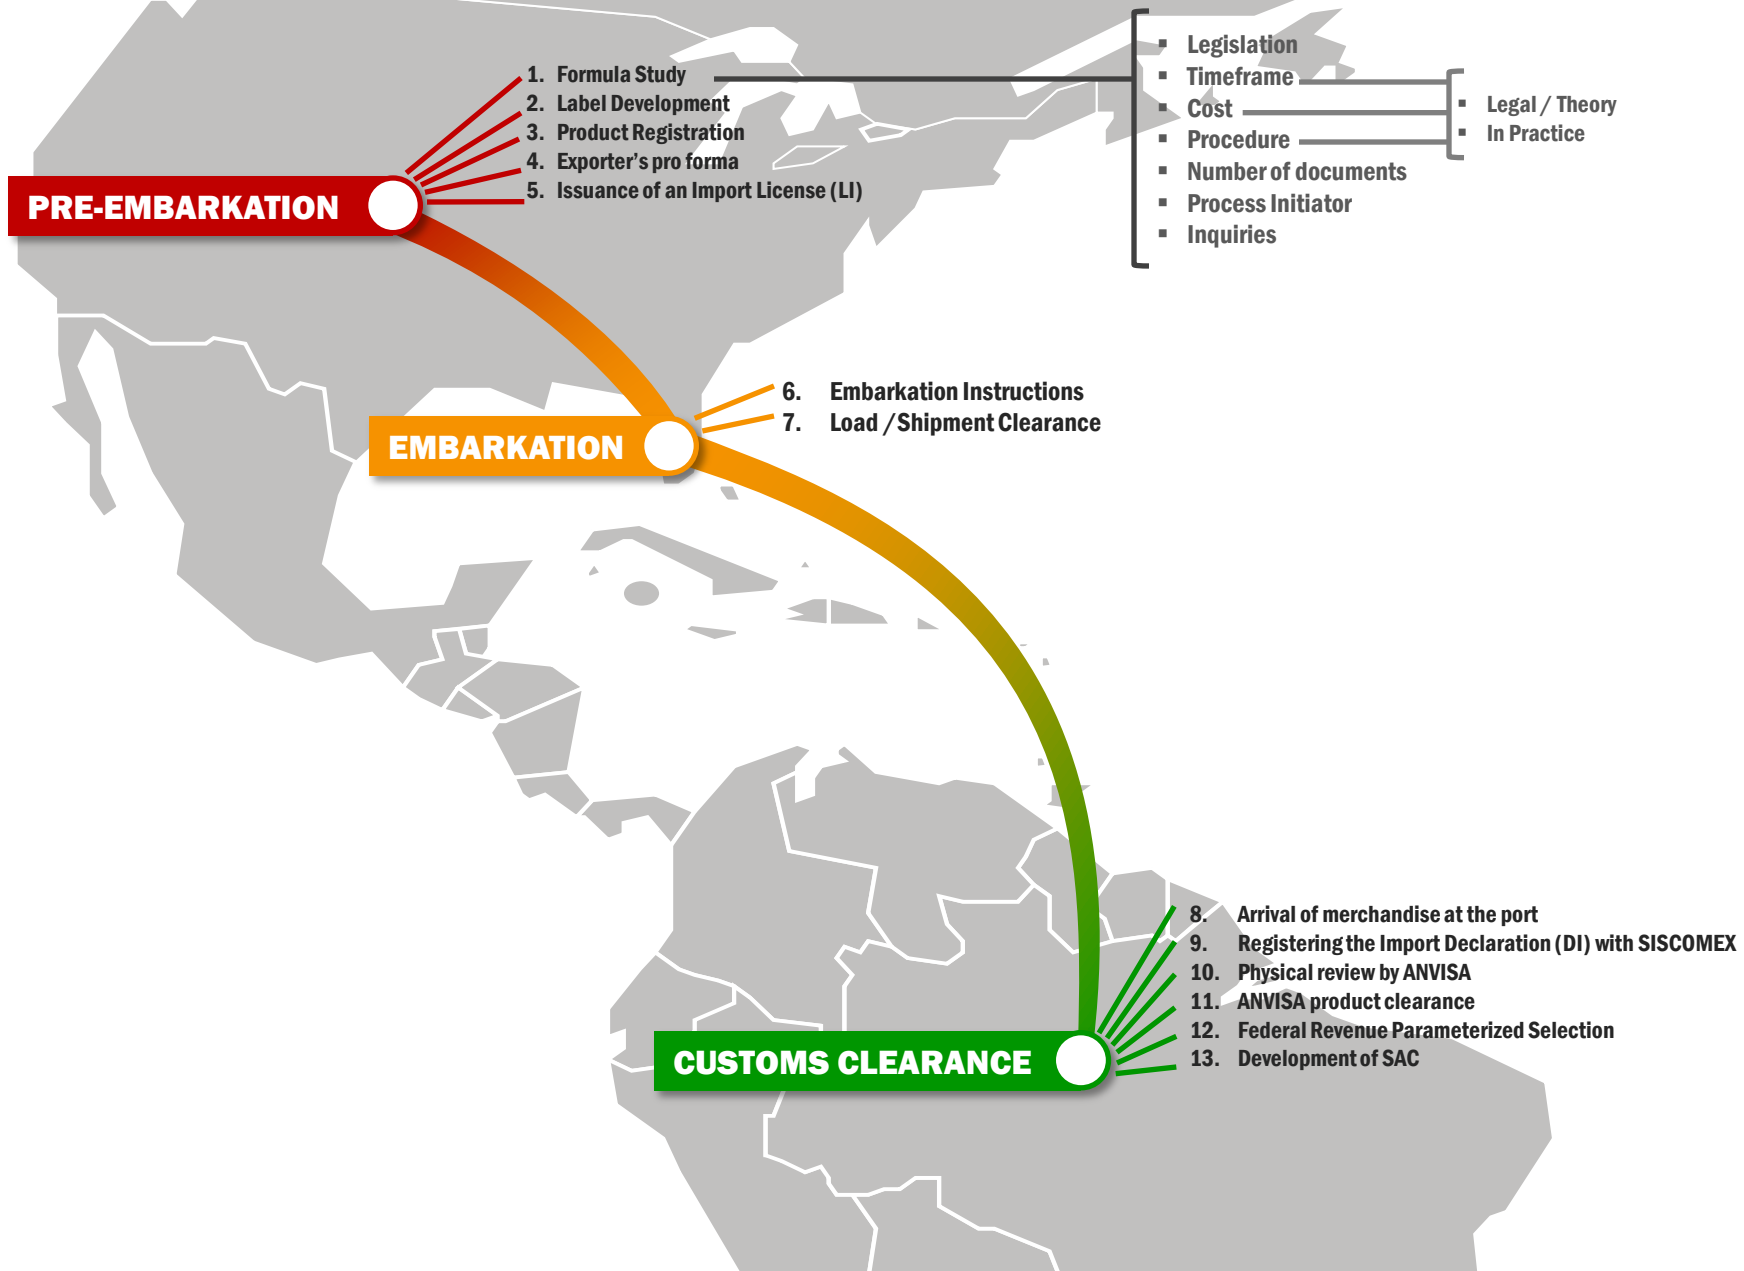 PRE-EMBARKATION
1. Formula Study
2. Label Development
3. Product Registration
4. Exporter's pro forma
5. Issuance of an Import License (LI)
▪ Legislation
▪ Timeframe
▪ Cost
▪ Procedure
▪ Number of documents
▪ Process Initiator
▪ Inquiries
▪ Legal / Theory
▪ In Practice
EMBARKATION
6. Embarkation Instructions
7. Load / Shipment Clearance
CUSTOMS CLEARANCE
8. Arrival of merchandise at the port
9. Registering the Import Declaration (DI) with SISCOMEX
10. Physical review by ANVISA
11. ANVISA product clearance
12. Federal Revenue Parameterized Selection
13. Development of SAC